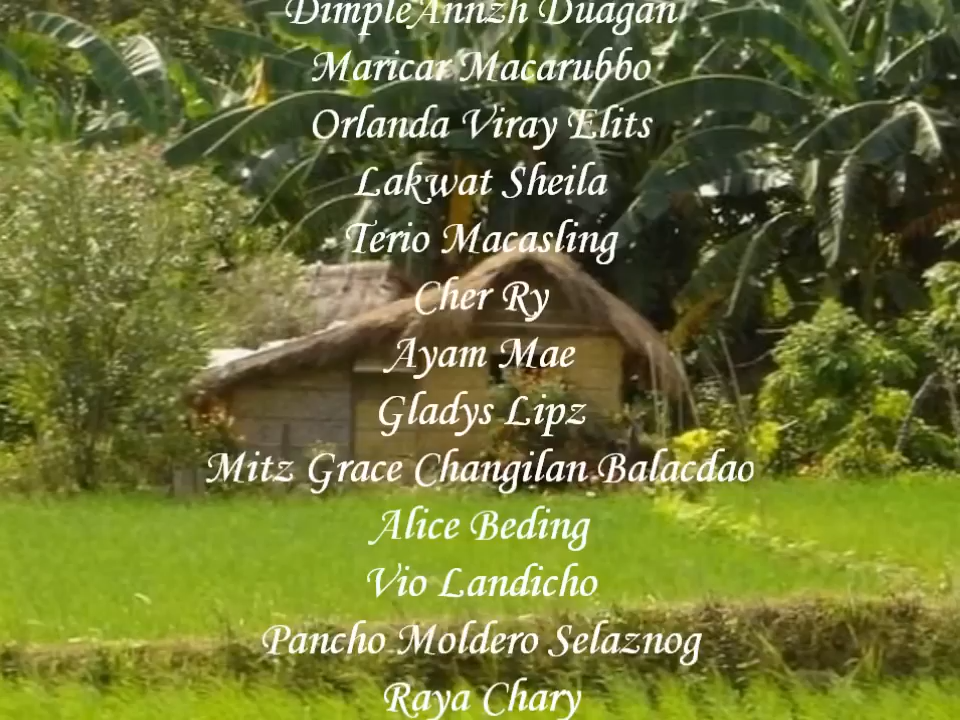 DimpleAnnzh Duagan
Maricar Macarubbo
Orlanda Viray Elits
Lakwat Sheila
Terio Macasling
Cher Ry
Ayam Mae
Gladys Lipz
Mitz Grace Changilan Balacdao
Alice Beding
Vio Landicho
Pancho Moldero Selaznog
Raya Chary